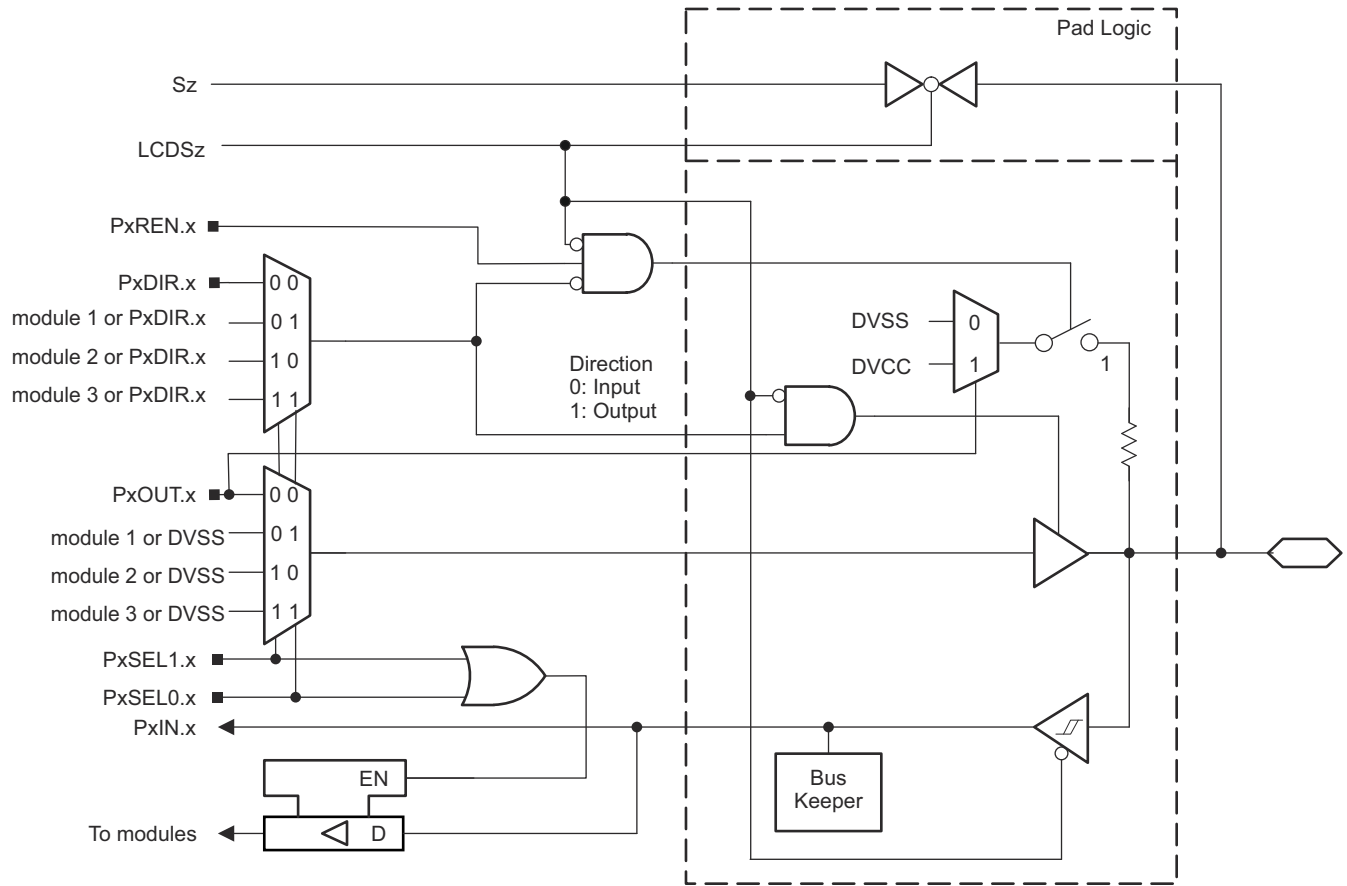 Pad Logic
Sz
LCDSz
PxREN.x
PxDIR.x
0 0
module 1 or PxDIR.x
0 1
module 2 or PxDIR.x
1 0
module 3 or PxDIR.x
1 1
Direction
0: Input
1: Output
DVSS
0
DVCC
1
1
PxOUT.x
0 0
module 1 or DVSS
0 1
module 2 or DVSS
1 0
module 3 or DVSS
1 1
PxSEL1.x
PxSEL0.x
PxIN.x
EN
Bus
Keeper
To modules
D